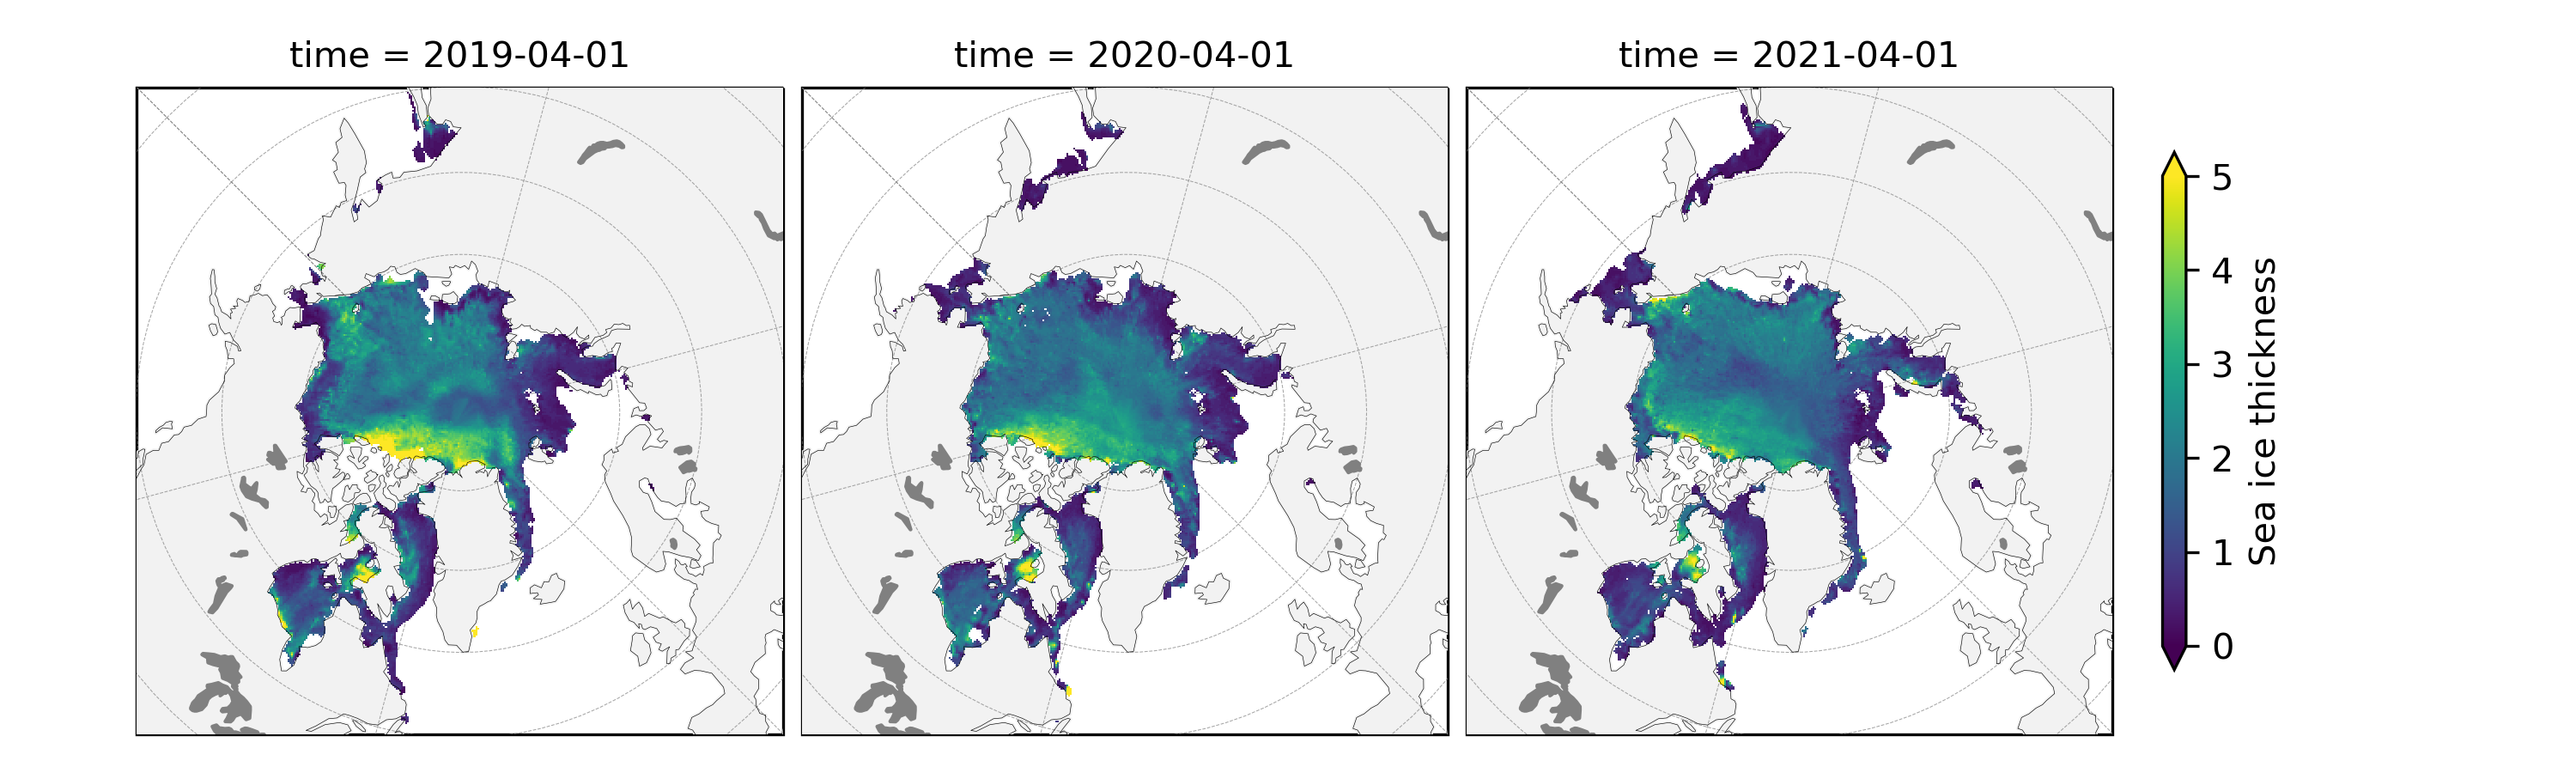 time = 2019-04-01
time = 2020-04-01
time = 2021-04-01
5
4
3
2
1
0
Sea ice thickness